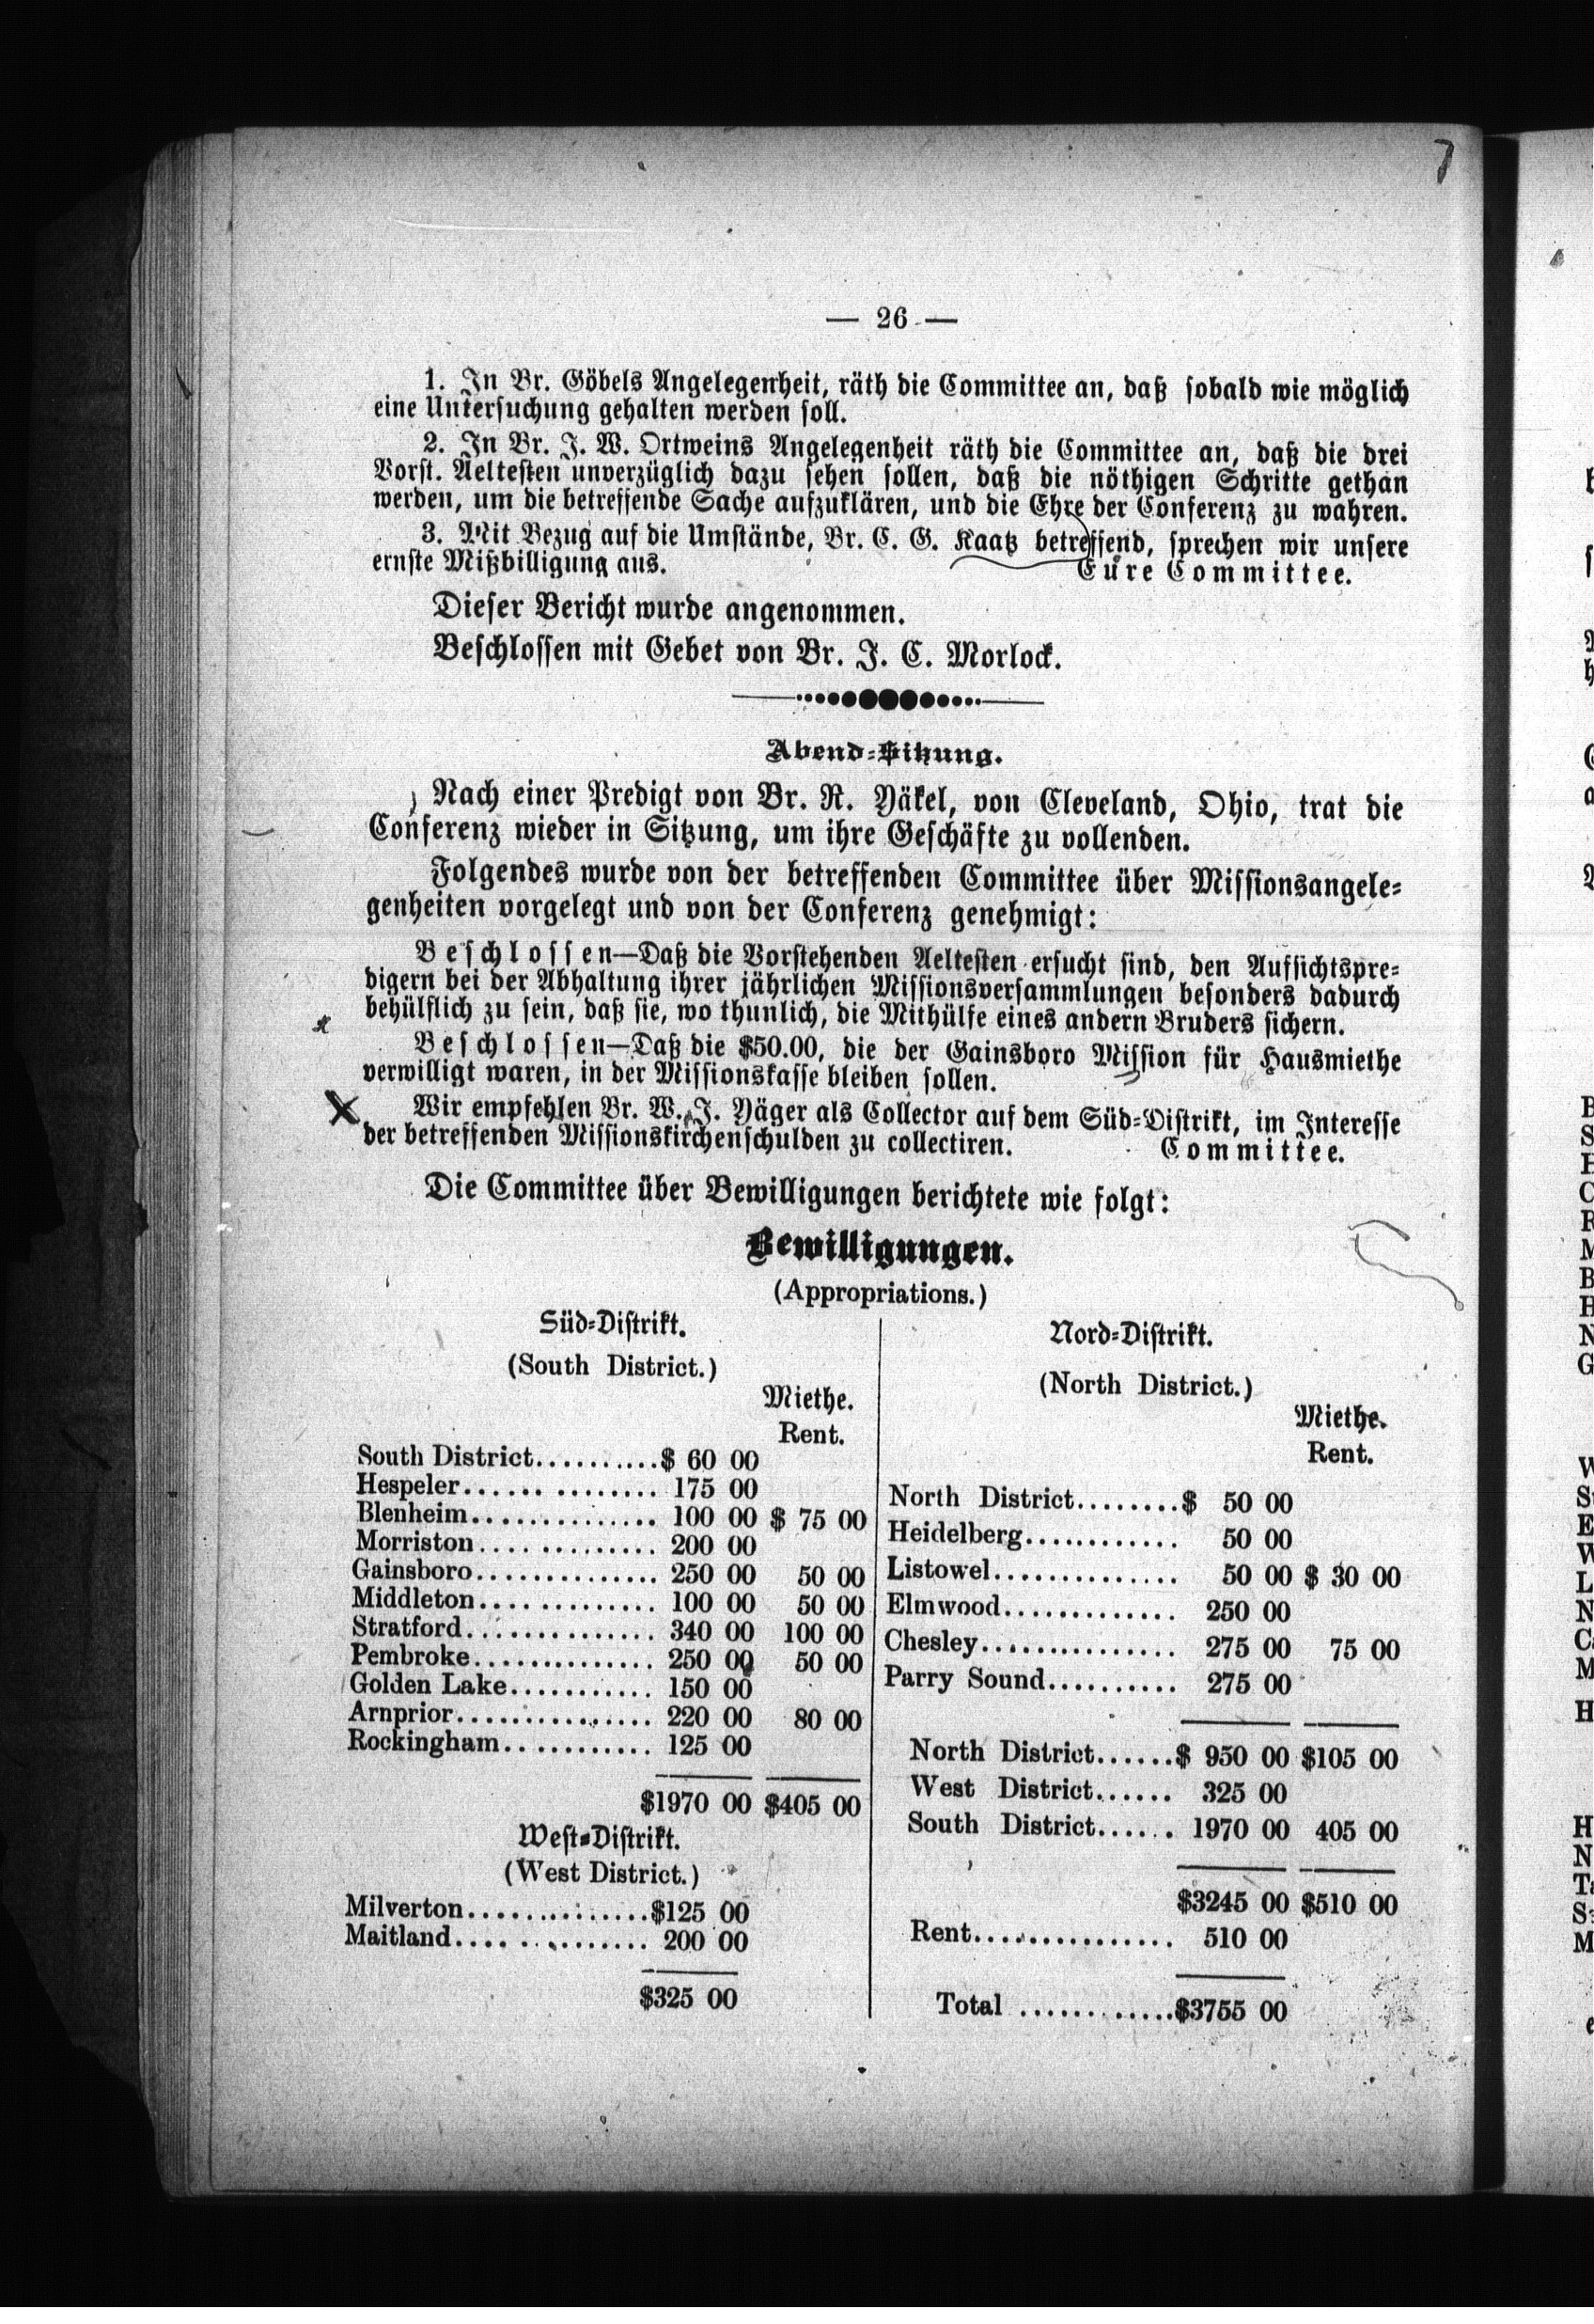 — 26 —
1. In Br. Göbels Angelegenheit, räth die Committee an, daß sobald wie möglich
eine Untersuchung gehalten werden soll.
2. In Br. J. W. Ortweins Angelegenheit räth die Committee an, daß die drei
Vorst. Aeltesten unverzüglich dazu sehen sollen, daß die nöthigen Schritte gethan
werden, um die betreffende Sache aufzuklären, und die Ehre der Conferenz zu wahren.
3. Mit Bezug auf die Umstände, Br. C. G. Kaatz betreffend, sprechen wir unsere
ernste Mißbilligung aus.
Eure Committee.
Dieser Bericht wurde angenommen.
Beschlossen mit Gebet von Br. J. C. Morlock.
Abend-Sitzung.
Nach einer Predigt von Br. R. Yäkel, von Cleveland, Ohio, trat die
Conferenz wieder in Sitzung, um ihre Geschäfte zu vollenden.
Folgendes wurde von der betreffenden Committee über Missionsangele-
genheiten vorgelegt und von der Conferenz genehmigt:
Beschlossen—Daß die Vorstehenden Aeltesten ersucht sind, den Aufsichtspre-
digern bei der Abhaltung ihrer jährlichen Missionsversammlungen besonders dadurch
behülflich zu sein, daß sie, wo thunlich, die Mithülfe eines andern Bruders sichern.
Beschlossen—Daß die $50.00, die der Gainsboro Mission für Hausmiethe
verwilligt waren, in der Missionskasse bleiben sollen.
Wir empfehlen Br. W. J. Yäger als Collector auf dem Süd-Distrikt, im Interesse
der betreffenden Missionskirchenschulden zu collectiren.
Committee.
Die Committee über Bewilligungen berichtete wie folgt:
Bewilligungen.
(Appropriations.)
Süd-Distrikt.
(South District.)
Miethe.
Rent.
South District..........$ 60 00
Hespeler................ 175 00
Blenheim.............. 100 00 $ 75 00
Morriston.............. 200 00
Gainsboro.............. 250 00 50 00
Middleton.............. 100 00 50 00
Stratford.............. 340 00 100 00
Pembroke.............. 250 00 50 00
Golden Lake............ 150 00
Arnprior................ 220 00 80 00
Rockingham............ 125 00
$1970 00 $405 00
West-Distrikt.
(West District.)
Milverton................$125 00
Maitland................ 200 00
$325 00
Nord-Distrikt.
(North District.)
Miethe.
Rent.
North District........$ 50 00
Heidelberg............ 50 00
Listowel.............. 50 00 $ 30 00
Elmwood............. 250 00
Chesley............... 275 00 75 00
Parry Sound.......... 275 00
North District......$ 950 00 $105 00
West District...... 325 00
South District...... 1970 00 405 00
$3245 00 $510 00
Rent................ 510 00
Total ............$3755 00